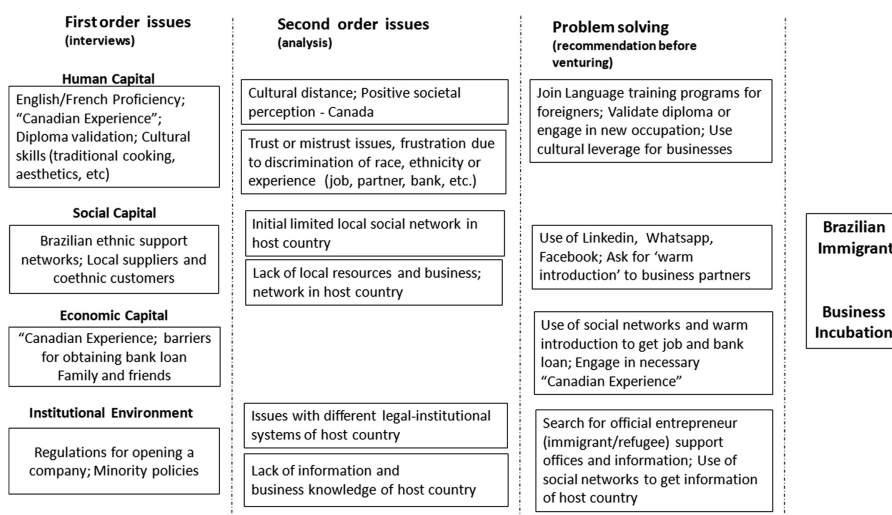 First order issues
(interviews)
Human Capital
English/French Proficiency;
“Canadian Experience”;
Diploma validation; Cultural
skills (traditional cooking,
aesthetics, etc)
Social Capital
Brazilian ethnic support
networks; Local suppliers and
coethnic customers
Economic Capital
“Canadian Experience; barriers
for obtaining bank loan
Family and friends
Institutional Environment
Regulations for opening a
company; Minority policies
Second order issues
(analysis)
Cultural distance; Positive societal
perception - Canada
Trust or mistrust issues, frustration due
to discrimination of race, ethnicity or
experience (job, partner, bank, etc.)
Initial limited local social network in
host country
Lack of local resources and business;
network in host country
Issues with different legal-institutional
systems of host country
Lack of information and
business knowledge of host country
Problem solving
(recommendation before
venturing)
Join Language training programs for
foreigners; Validate diploma or
engage in new occupation; Use
cultural leverage for businesses
Use of Linkedin, Whatsapp,
Facebook; Ask for ‘warm
introduction’ to business partners
Use of social networks and warm
introduction to get job and bank
loan; Engage in necessary
“Canadian Experience”
Search for official entrepreneur
(immigrant/refugee) support
offices and information; Use of
social networks to get information
of host country
Brazilian
Immigrant
Business
Incubation